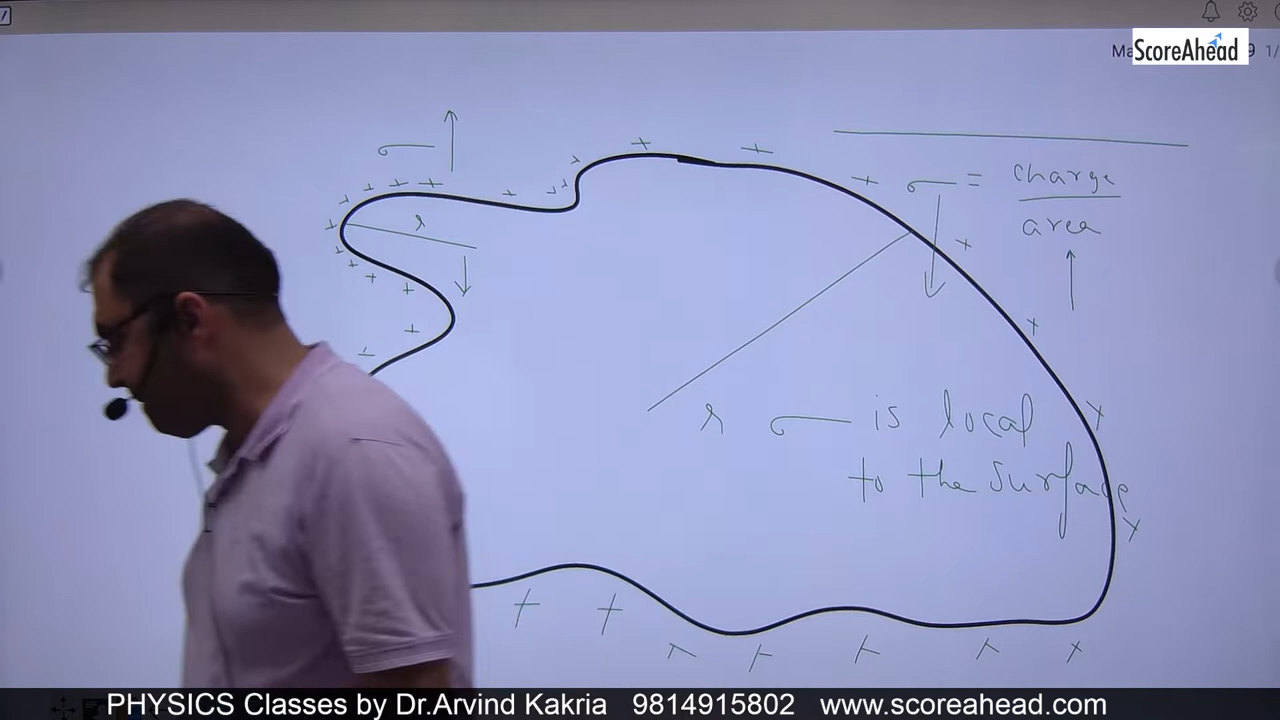 ScoreAhead
σ
σ = charge
area
r
r σ is local
to the surface
PHYSICS Classes by Dr.Arvind Kakria 9814915802 www.scoreahead.com